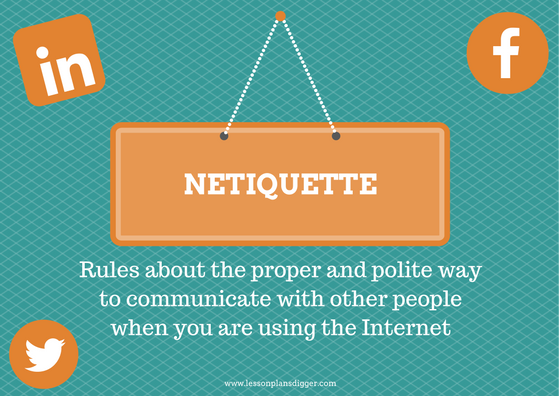 in
f
NETIQUETTE
Rules about the proper and polite way
to communicate with other people
when you are using the Internet
www.lessonplansdigger.com